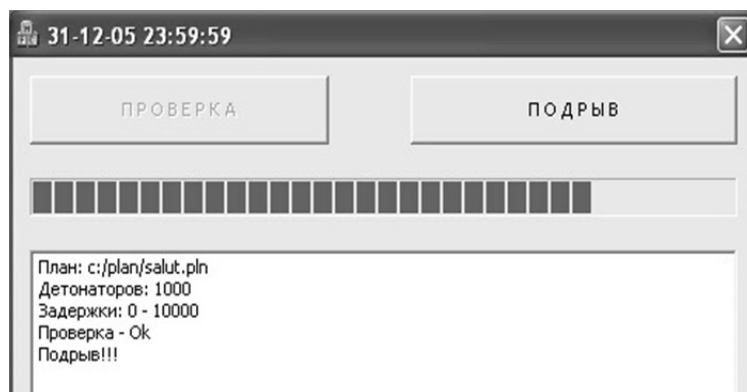 31-12-05 23:59:59
ПРОВЕРКА
ПОДРЫВ
План: c:/plan/salut.pln
Детонаторов: 1000
Задержки: 0 - 10000
Проверка - Ok
Подрыв!!!